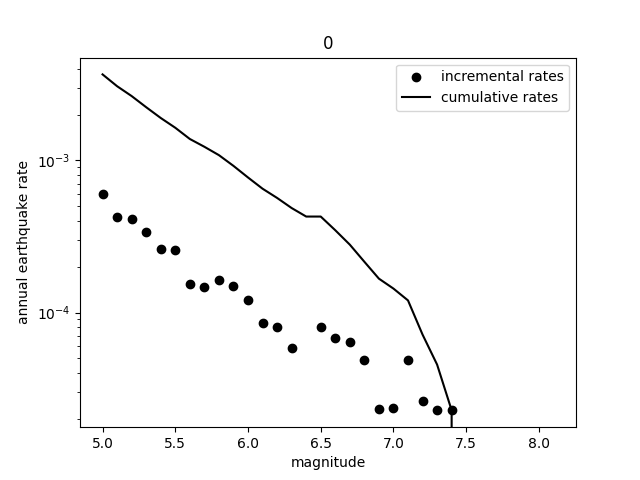 0
incremental rates
cumulative rates
annual earthquake rate
10⁻³
10⁻⁴
5.0 5.5 6.0 6.5 7.0 7.5 8.0
magnitude